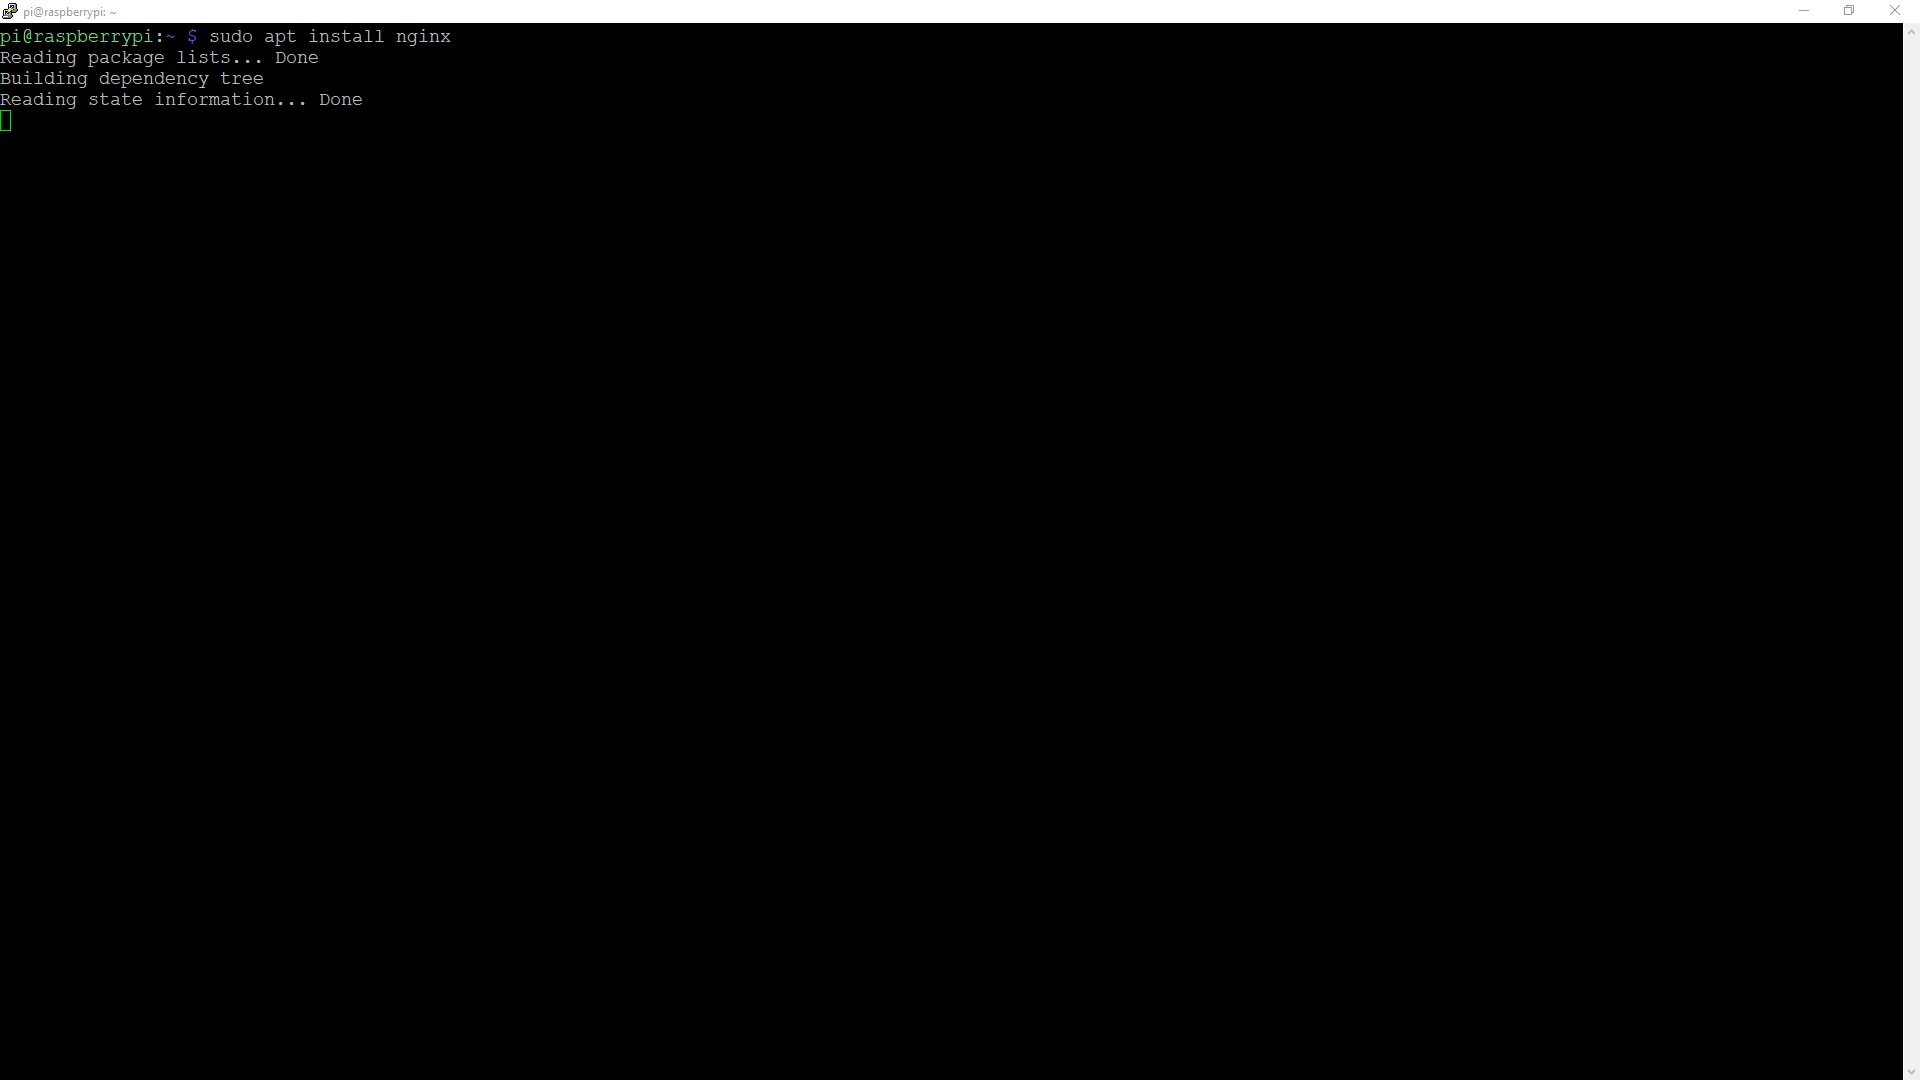 pi@raspberrypi: ~
pi@raspberrypi:~ $ sudo apt install nginx
Reading package lists... Done
Building dependency tree
Reading state information... Done